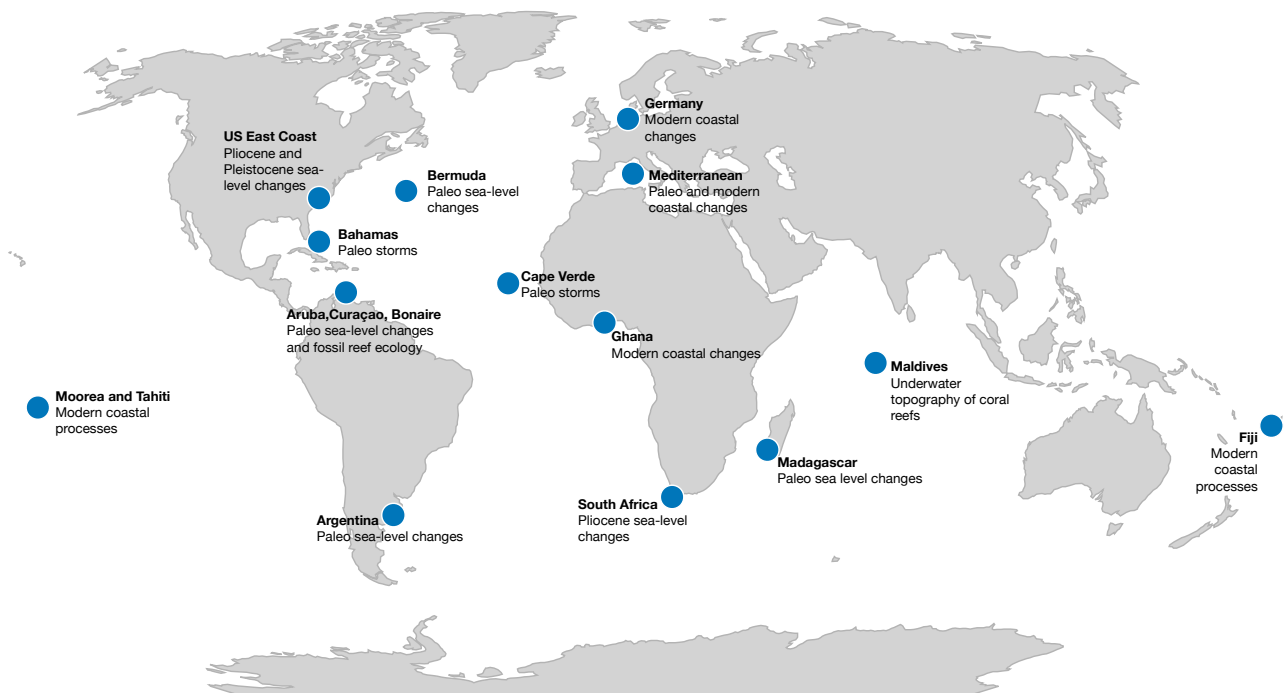 Germany
Modern coastal
changes
US East Coast
Pliocene and
Pleistocene sea-
level changes
Bermuda
Paleo sea-level
changes
Mediterranean
Paleo and modern
coastal changes
Bahamas
Paleo storms
Cape Verde
Paleo storms
Aruba,Curaçao, Bonaire
Paleo sea-level changes
and fossil reef ecology
Ghana
Modern coastal changes
Maldives
Underwater
topography of coral
reefs
Moorea and Tahiti
Modern coastal
processes
Fiji
Modern
coastal
processes
Madagascar
Paleo sea level changes
South Africa
Pliocene sea-level
changes
Argentina
Paleo sea-level changes